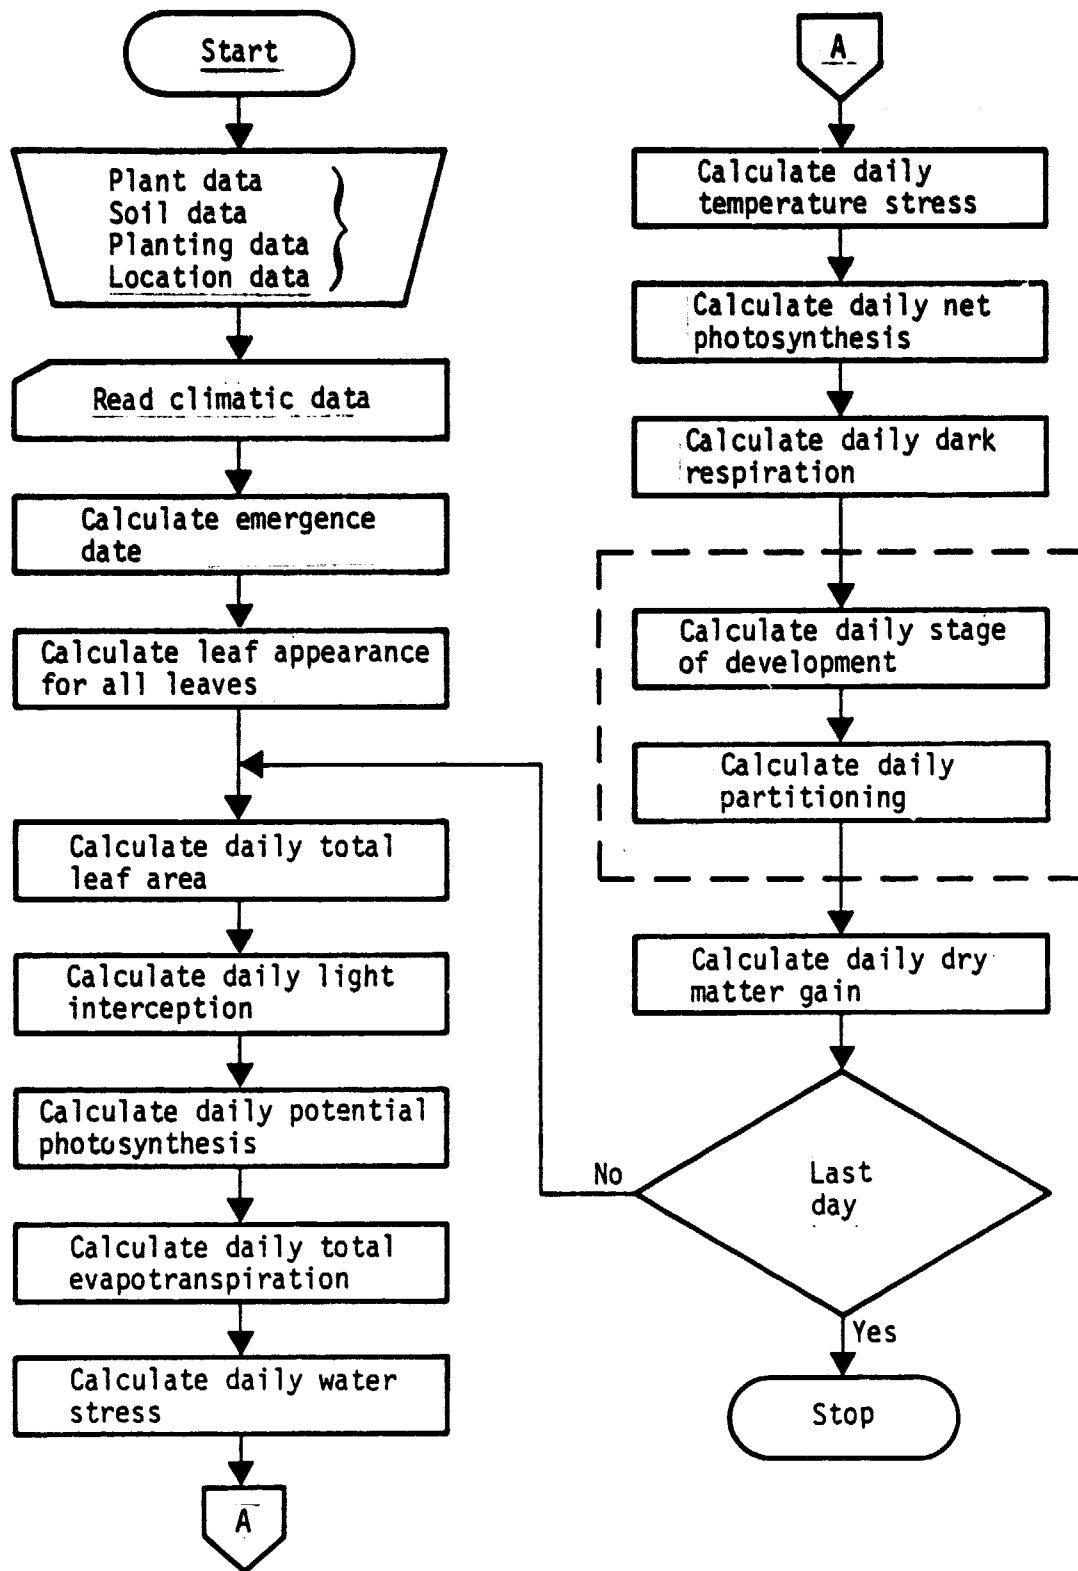 Start
Plant data
Soil data
Planting data
Location data
Read climatic data
Calculate emergence
date
Calculate leaf appearance
for all leaves
Calculate daily total
leaf area
Calculate daily light
interception
Calculate daily potential
photosynthesis
Calculate daily total
evapotranspiration
Calculate daily water
stress
A
A
Calculate daily
temperature stress
Calculate daily net
photosynthesis
Calculate daily dark
respiration
Calculate daily stage
of development
Calculate daily
partitioning
Calculate daily dry
matter gain
Last
day
No
Yes
Stop